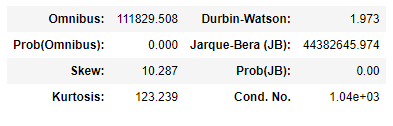 Omnibus: 111829.508 Durbin-Watson: 1.973
Prob(Omnibus): 0.000 Jarque-Bera (JB): 44382645.974
Skew: 10.287 Prob(JB): 0.00
Kurtosis: 123.239 Cond. No. 1.04e+03